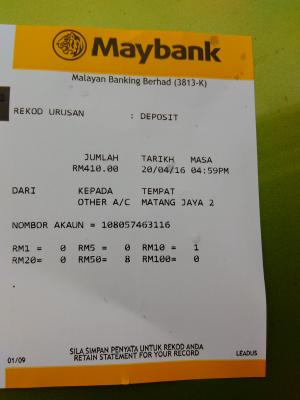 Maybank
Malayan Banking Berhad (3813-K)
REKOD URUSAN : DEPOSIT
JUMLAH TARIKH MASA
RM410.00 20/04/16 04:59PM
DARI KEPADA TEMPAT
OTHER A/C MATANG JAYA 2
NOMBOR AKAUN = 108057463116
RM1 = 0 RM5 = 0 RM10 = 1
RM20= 0 RM50= 8 RM100= 0
.
SILA SIMPAN PENYATA UNTUK REKOD ANDA
01/09 RETAIN STATEMENT FOR YOUR RECORD LEADUS